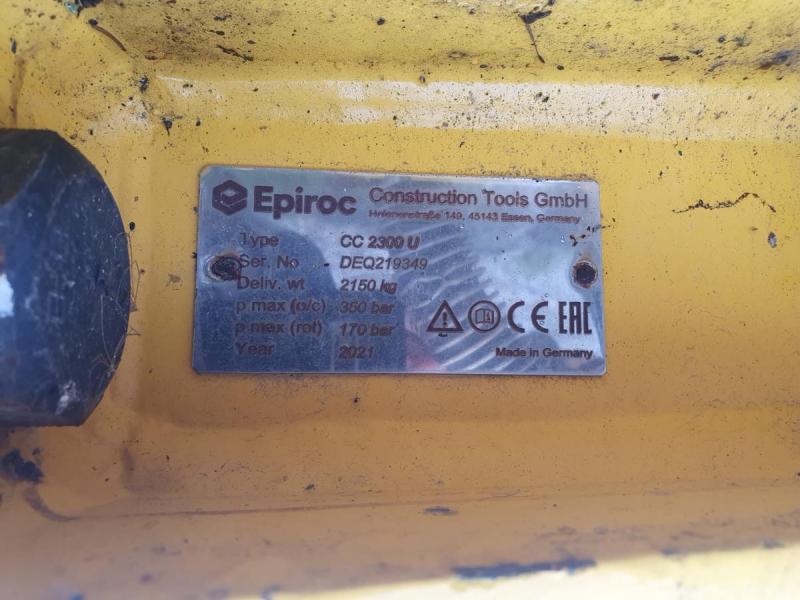 Epiroc Construction Tools GmbH
Helenenstraße 149, 45143 Essen, Germany
Type CC 2300 U
Ser. No DEQ219349
Deliv. wt 2150 kg
p max (o/c) 350 bar
p max (rot) 170 bar
Year 2021
CE EAC
Made in Germany